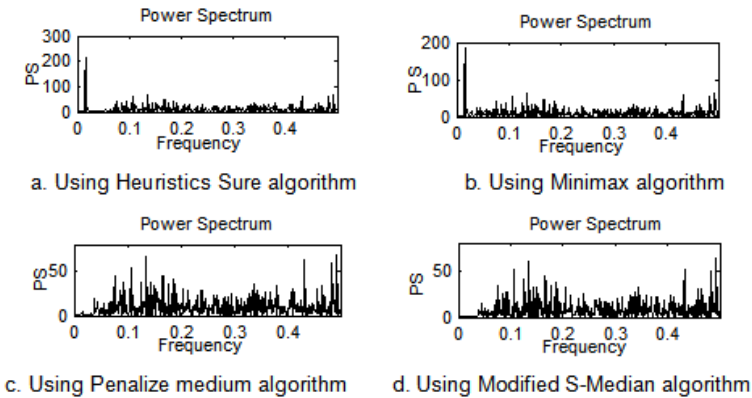 Power Spectrum
300
200
100
0
PS
0 0.1 0.2 0.3 0.4
Frequency
a. Using Heuristics Sure algorithm
Power Spectrum
200
100
0
P S
0 0.1 0.2 0.3 0.4
Frequency
b. Using Minimax algorithm
Power Spectrum
50
0
PS
0 0.1 0.2 0.3 0.4
Frequency
c. Using Penalize medium algorithm
Power Spectrum
50
0
PS
0 0.1 0.2 0.3 0.4
Frequency
d. Using Modified S-Median algorithm